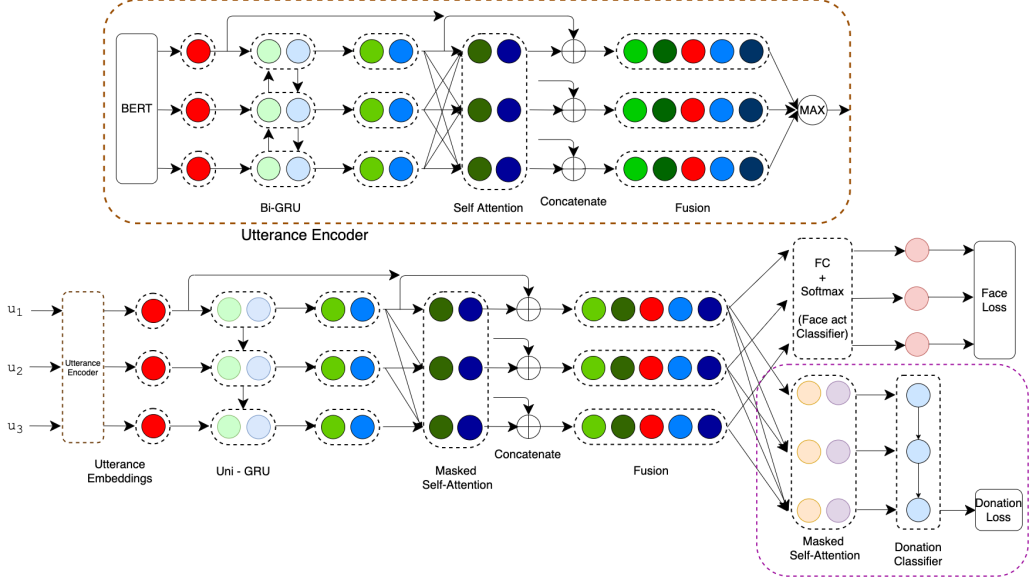 BERT
MAX
Bi-GRU
Self Attention
Concatenate
Fusion
Utterance Encoder
u1
u2
u3
Utterance
Encoder
Utterance
Embeddings
Uni - GRU
Masked
Self-Attention
Concatenate
Fusion
FC
+
Softmax
(Face act
Classifier)
Face
Loss
Masked
Self-Attention
Donation
Classifier
Donation
Loss